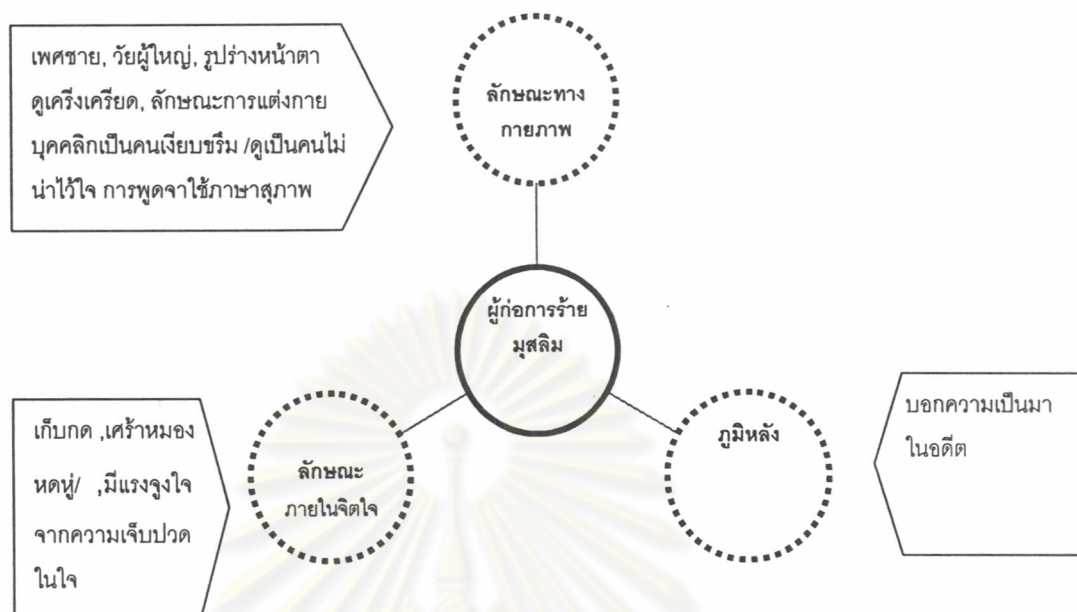 เพศชาย, วัยผู้ใหญ่, รูปร่างหน้าตา
ดูเคร่งเครียด, ลักษณะการแต่งกาย
บุคคลิกเป็นคนเงียบขรึม /ดูเป็นคนไม่
น่าไว้ใจ การพูดจาใช้ภาษาสุภาพ
ลักษณะทาง
กายภาพ
ผู้ก่อการร้าย
มุสลิม
เก็บกด ,เศร้าหมอง
หดหู่/ ,มีแรงจูงใจ
จากความเจ็บปวด
ในใจ
ลักษณะ
ภายในจิตใจ
ภูมิหลัง
บอกความเป็นมา
ในอดีต